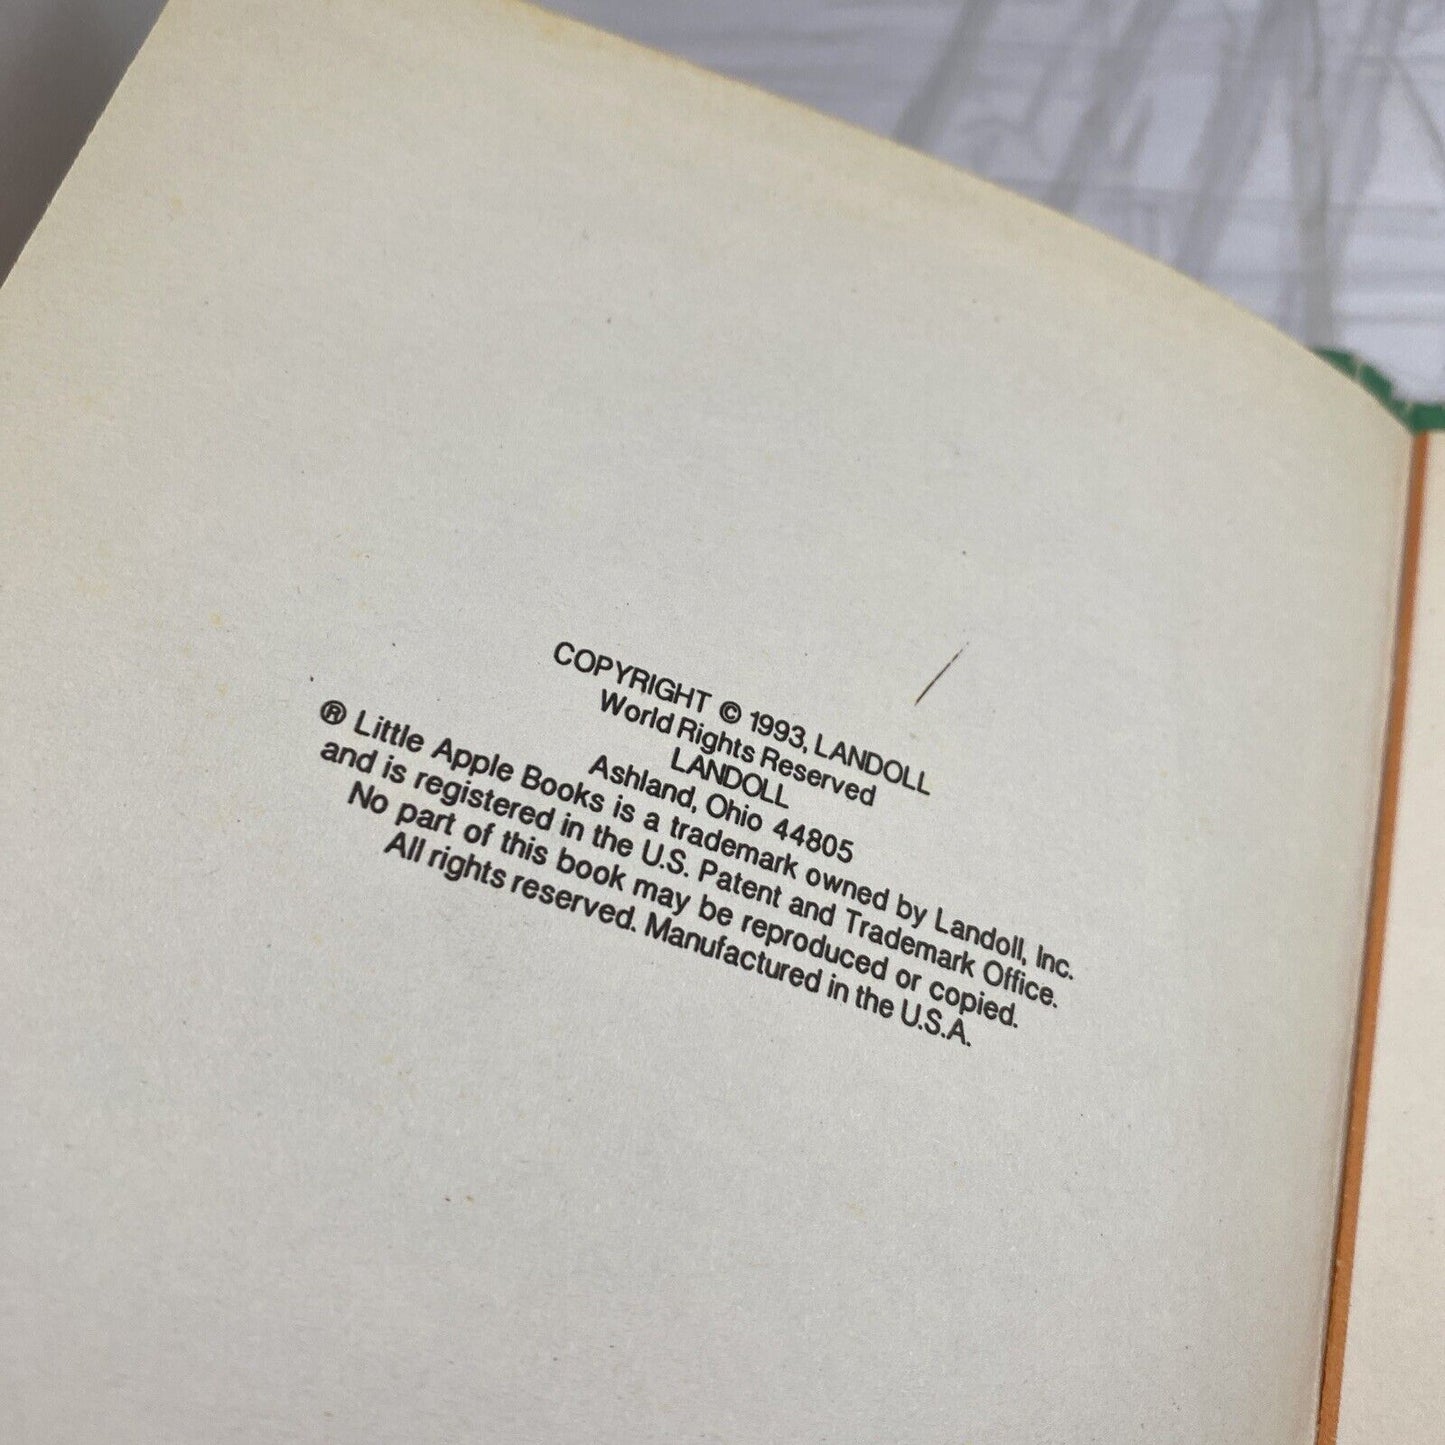 COPYRIGHT © 1993, LANDOLL
World Rights Reserved
LANDOLL
Ashland, Ohio 44805
® Little Apple Books is a trademark owned by Landoll, Inc.
and is registered in the U.S. Patent and Trademark Office.
No part of this book may be reproduced or copied.
All rights reserved. Manufactured in the U.S.A.